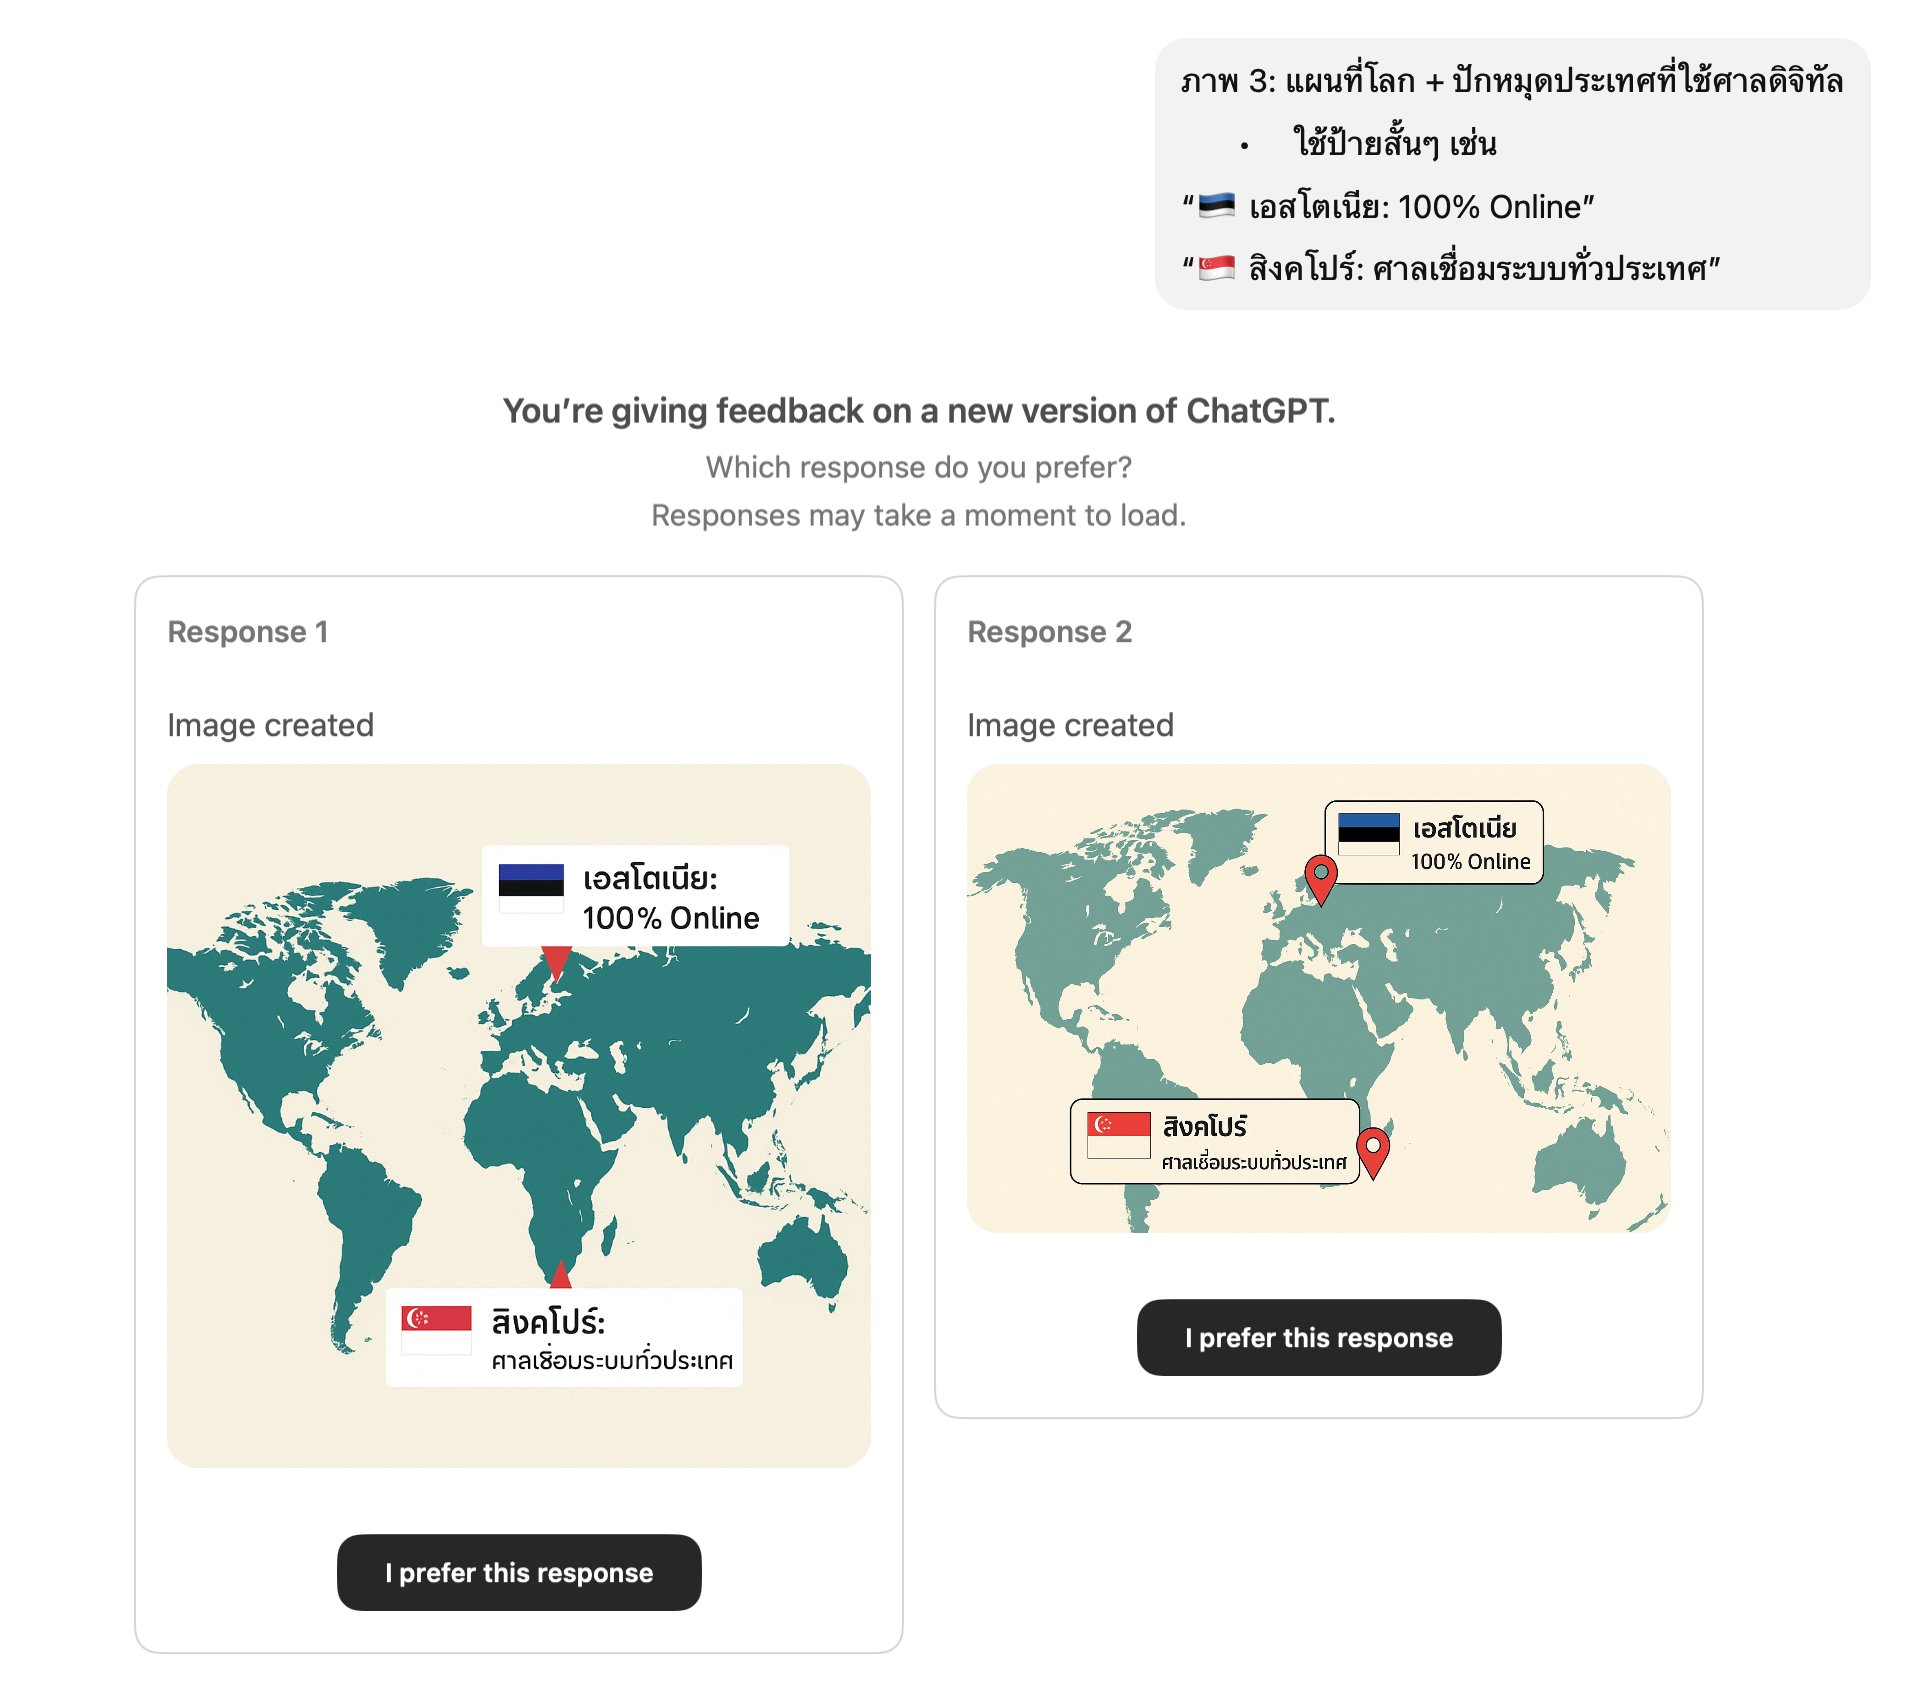 ภาพ 3: แผนที่โลก + ปักหมุดประเทศที่ใช้ศาลดิจิทัล
• ใช้ป้ายสั้นๆ เช่น
“🇪🇪 เอสโตเนีย: 100% Online”
“🇸🇬 สิงคโปร์: ศาลเชื่อมระบบทั่วประเทศ”
You’re giving feedback on a new version of ChatGPT.
Which response do you prefer?
Responses may take a moment to load.
Response 1
Image created
เอสโตเนีย:
100% Online
สิงคโปร์:
ศาลเชื่อมระบบทั่วประเทศ
I prefer this response
Response 2
Image created
เอสโตเนีย
100% Online
สิงคโปร์
ศาลเชื่อมระบบทั่วประเทศ
I prefer this response